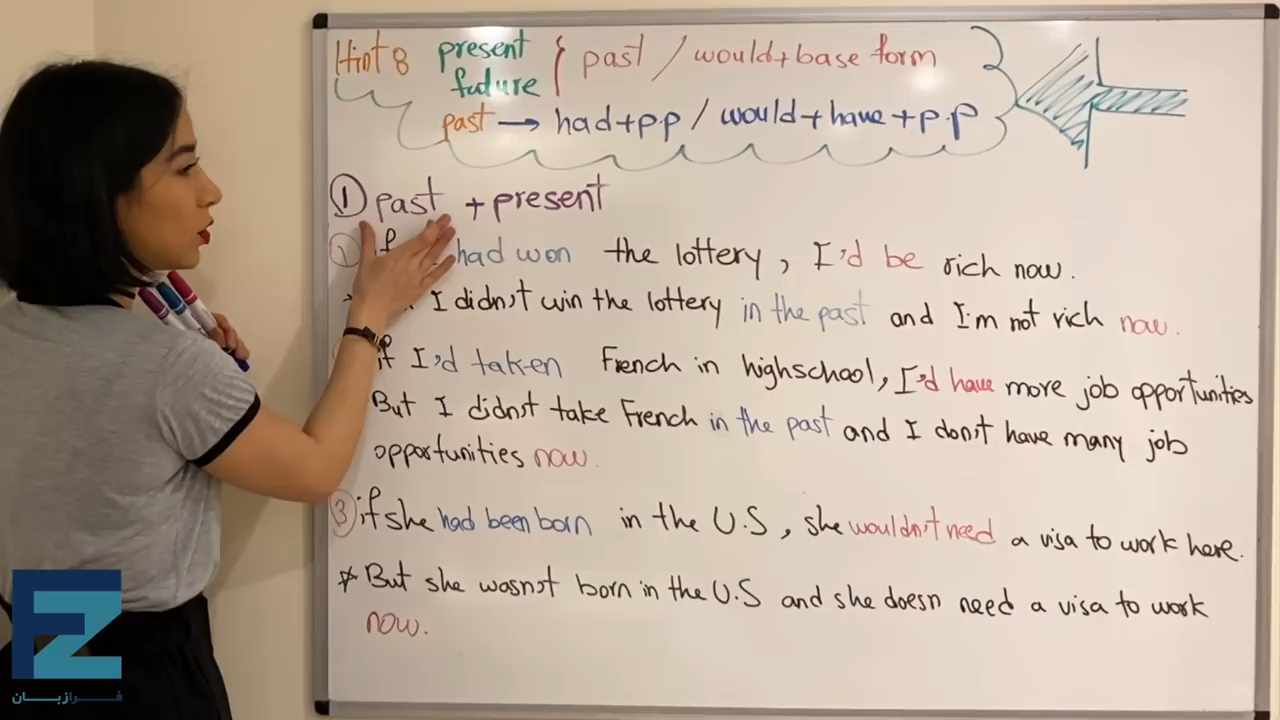 Hint 8 present { past / would+base form
future
past → had+p.p / would+have+p.p
① past + present
① if had won the lottery, I'd be rich now.
I didn't win the lottery in the past and I'm not rich now.
if I'd taken French in highschool, I'd have more job opportunities
But I didn't take French in the past and I don't have many job
opportunities now.
③ if she had been born in the U.S, she wouldn't need a visa to work here.
* But she wasn't born in the U.S and she doesn need a visa to work
now.
FZ
فرازبان